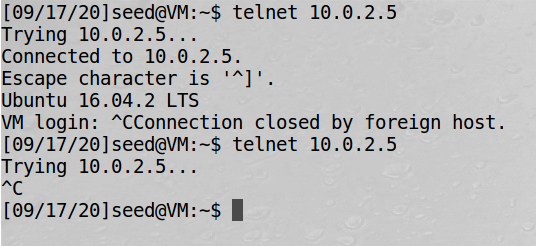 [09/17/20]seed@VM:~$ telnet 10.0.2.5
Trying 10.0.2.5...
Connected to 10.0.2.5.
Escape character is '^]'.
Ubuntu 16.04.2 LTS
VM login: ^CConnection closed by foreign host.
[09/17/20]seed@VM:~$ telnet 10.0.2.5
Trying 10.0.2.5...
^C
[09/17/20]seed@VM:~$